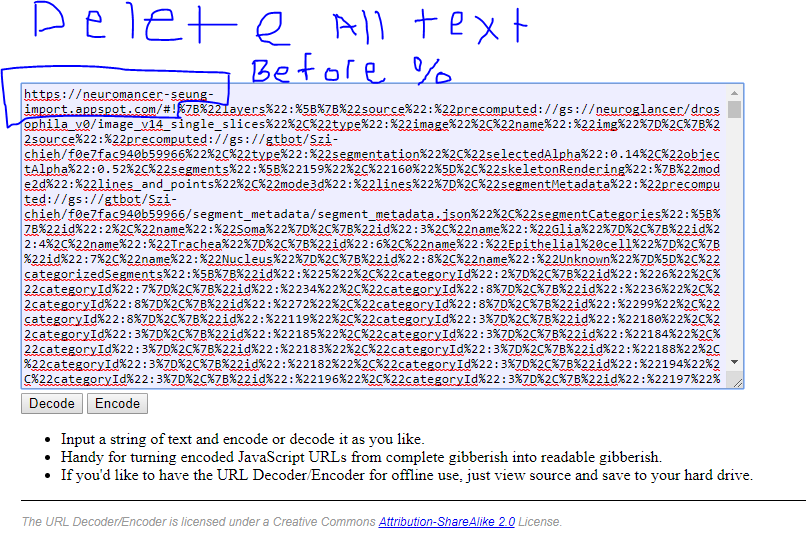 Delete All text
Before %
https://neuromancer-seung-
import.appspot.com/#!%7B%22layers%22:%5B%7B%22source%22:%22precomputed://gs://neuroglancer/dros
ophila_v0/image_v14_single_slices%22%2C%22type%22:%22image%22%2C%22name%22:%22img%22%7D%2C%7B%2
2source%22:%22precomputed://gs://gtbot/Szi-
chieh/f0e7fac940b59966%22%2C%22type%22:%22segmentation%22%2C%22selectedAlpha%22:0.14%2C%22objec
tAlpha%22:0.52%2C%22segments%22:%5B%22159%22%2C%22160%22%5D%2C%22skeletonRendering%22:%7B%22mod
e2d%22:%22lines_and_points%22%2C%22mode3d%22:%22lines%22%7D%2C%22segmentMetadata%22:%22precompu
ted://gs://gtbot/Szi-
chieh/f0e7fac940b59966/segment_metadata/segment_metadata.json%22%2C%22segmentCategories%22:%5B%
7B%22id%22:2%2C%22name%22:%22Soma%22%7D%2C%7B%22id%22:3%2C%22name%22:%22Glia%22%7D%2C%7B%22id%2
2:4%2C%22name%22:%22Trachea%22%7D%2C%7B%22id%22:6%2C%22name%22:%22Epithelial%20cell%22%7D%2C%7B
%22id%22:7%2C%22name%22:%22Nucleus%22%7D%2C%7B%22id%22:8%2C%22name%22:%22Unknown%22%7D%5D%2C%22
categorizedSegments%22:%5B%7B%22id%22:%225%22%2C%22categoryId%22:2%7D%2C%7B%22id%22:%226%22%2C%
22categoryId%22:7%7D%2C%7B%22id%22:%2234%22%2C%22categoryId%22:8%7D%2C%7B%22id%22:%2236%22%2C%2
2categoryId%22:8%7D%2C%7B%22id%22:%2272%22%2C%22categoryId%22:8%7D%2C%7B%22id%22:%2299%22%2C%22
categoryId%22:8%7D%2C%7B%22id%22:%22119%22%2C%22categoryId%22:3%7D%2C%7B%22id%22:%22180%22%2C%2
2categoryId%22:3%7D%2C%7B%22id%22:%22185%22%2C%22categoryId%22:3%7D%2C%7B%22id%22:%22184%22%2C%
22categoryId%22:3%7D%2C%7B%22id%22:%22183%22%2C%22categoryId%22:3%7D%2C%7B%22id%22:%22188%22%2C
%22categoryId%22:3%7D%2C%7B%22id%22:%22182%22%2C%22categoryId%22:3%7D%2C%7B%22id%22:%22194%22%2
C%22categoryId%22:3%7D%2C%7B%22id%22:%22196%22%2C%22categoryId%22:3%7D%2C%7B%22id%22:%22197%22%
Decode Encode
• Input a string of text and encode or decode it as you like.
• Handy for turning encoded JavaScript URLs from complete gibberish into readable gibberish.
• If you'd like to have the URL Decoder/Encoder for offline use, just view source and save to your hard drive.
The URL Decoder/Encoder is licensed under a Creative Commons Attribution-ShareAlike 2.0 License.